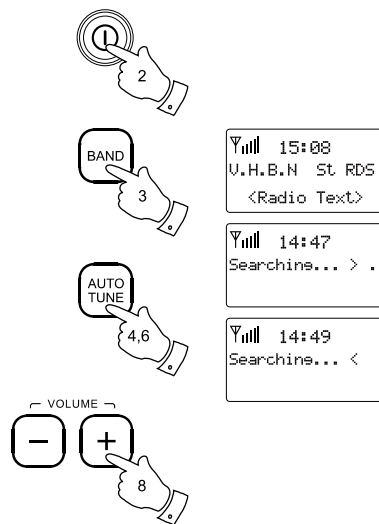 2
BAND
3
15:08
V.H.B.N St RDS
<Radio Text>
14:47
Searching... > .
AUTO
TUNE
4,6
14:49
Searching... <
VOLUME
− +
8